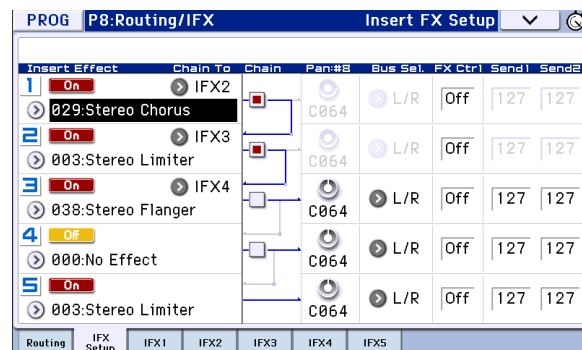 PROG P8:Routing/IFX Insert FX Setup
Insert Effect Chain To Chain Pan:#8 Bus Sel. FX Ctrl Send1 Send2
1 On IFX2
029:Stereo Chorus C064 L/R Off 127 127
2 On IFX3
003:Stereo Limiter C064 L/R Off 127 127
3 On IFX4
038:Stereo Flanger C064 L/R Off 127 127
4 Off
000:No Effect C064 L/R Off 127 127
5 On
003:Stereo Limiter C064 L/R Off 127 127
Routing IFX Setup IFX1 IFX2 IFX3 IFX4 IFX5